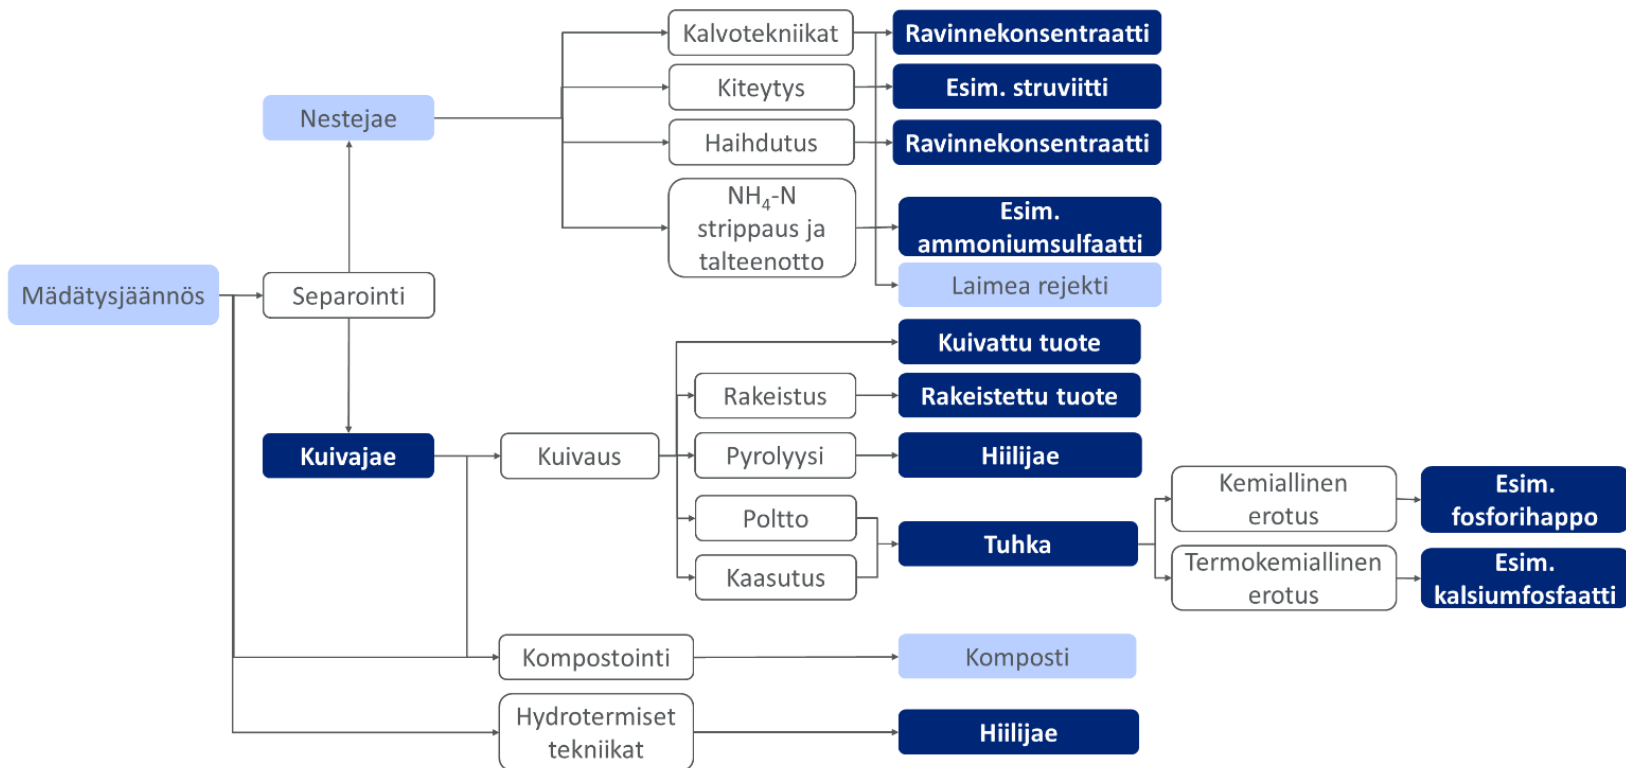 Kalvotekniikat
Ravinnekonsentraatti
Kiteytys
Esim. struviitti
Nestejae
Haihdutus
Ravinnekonsentraatti
NH₄-N
strippaus ja
talteenotto
Esim.
ammoniumsulfaatti
Mädätysjäännös
Separointi
Laimea rejekti
Kuivattu tuote
Rakeistus
Rakeistettu tuote
Kuivajae
Kuivaus
Pyrolyysi
Hiilijae
Poltto
Kaasutus
Tuhka
Kemiallinen
erotus
Esim.
fosforihappo
Termokemiallinen
erotus
Esim.
kalsiumfosfaatti
Kompostointi
Komposti
Hydrotermiset
tekniikat
Hiilijae